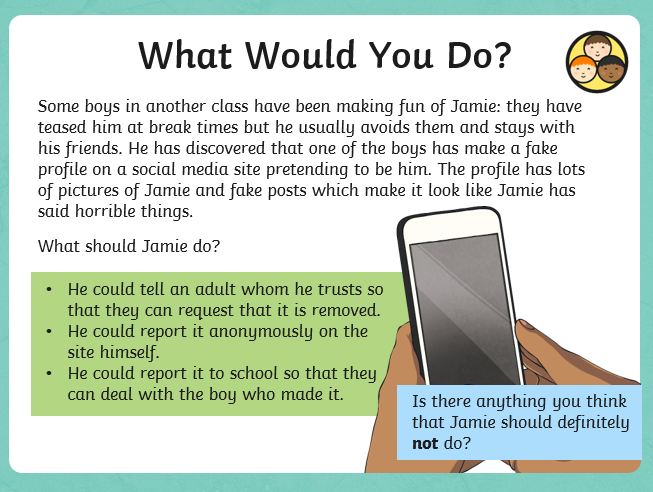 What Would You Do?
Some boys in another class have been making fun of Jamie: they have
teased him at break times but he usually avoids them and stays with
his friends. He has discovered that one of the boys has make a fake
profile on a social media site pretending to be him. The profile has lots
of pictures of Jamie and fake posts which make it look like Jamie has
said horrible things.
What should Jamie do?
• He could tell an adult whom he trusts so
that they can request that it is removed.
• He could report it anonymously on the
site himself.
• He could report it to school so that they
can deal with the boy who made it.
Is there anything you think
that Jamie should definitely
not do?